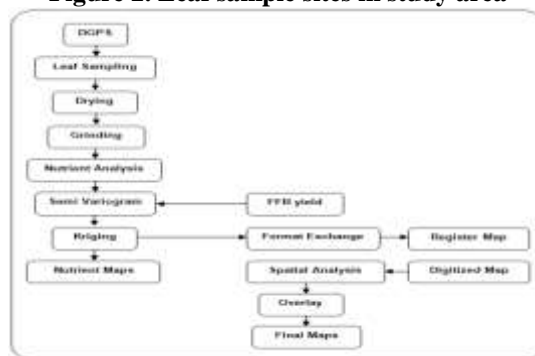 Figure 2. Leaf sample sites in study area
DGPS
Leaf Sampling
Drying
Grinding
Nutrient Analysis
Semi Variogram
FFB yield
Kriging
Format Exchange
Register Map
Nutrient Maps
Spatial Analysis
Digitized Map
Overlay
Final Maps